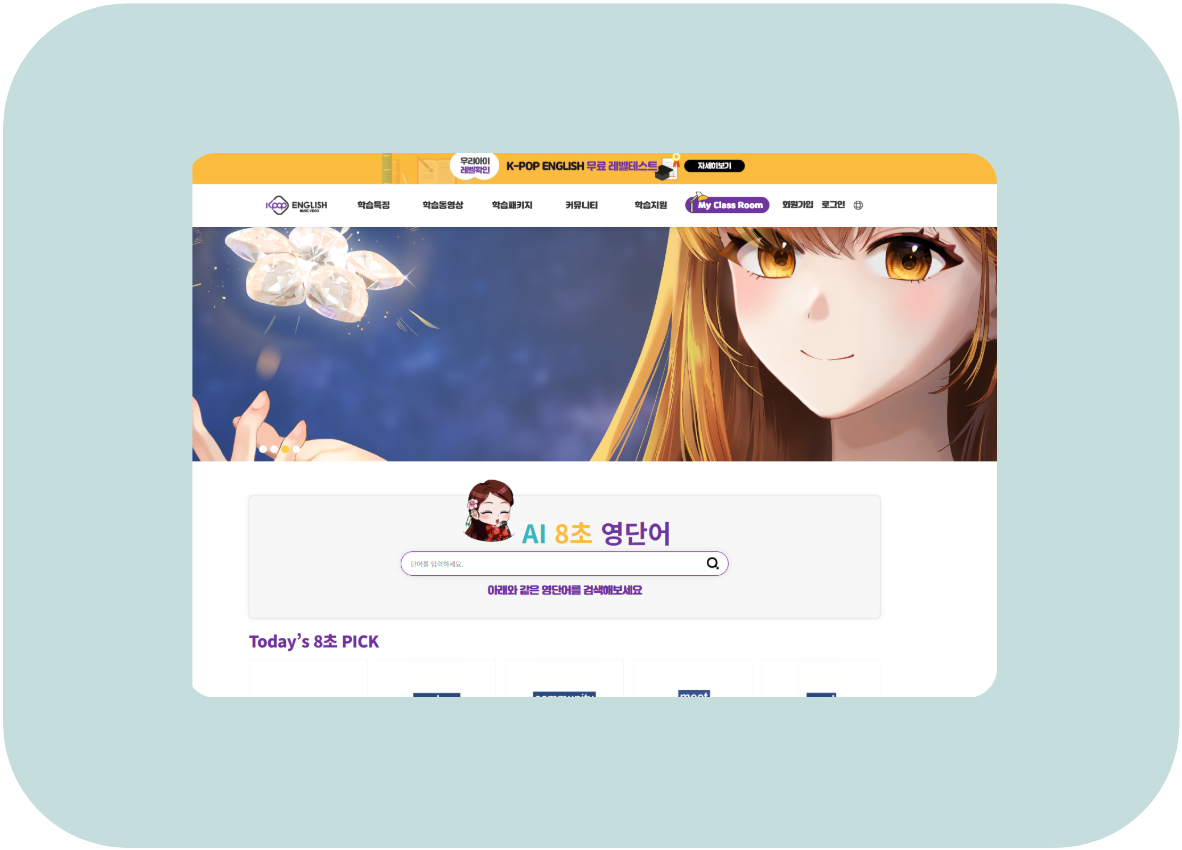 우리아이
레벨확인
K-POP ENGLISH 무료 레벨테스트
자세히보기
Kpop ENGLISH
MUSIC VIDEO
학습특징
학습동영상
학습패키지
커뮤니티
학습지원
My Class Room
회원가입
로그인
AI 8초 영단어
단어를 입력하세요.
아래와 같은 영단어를 검색해보세요
Today's 8초 PICK
community
meet